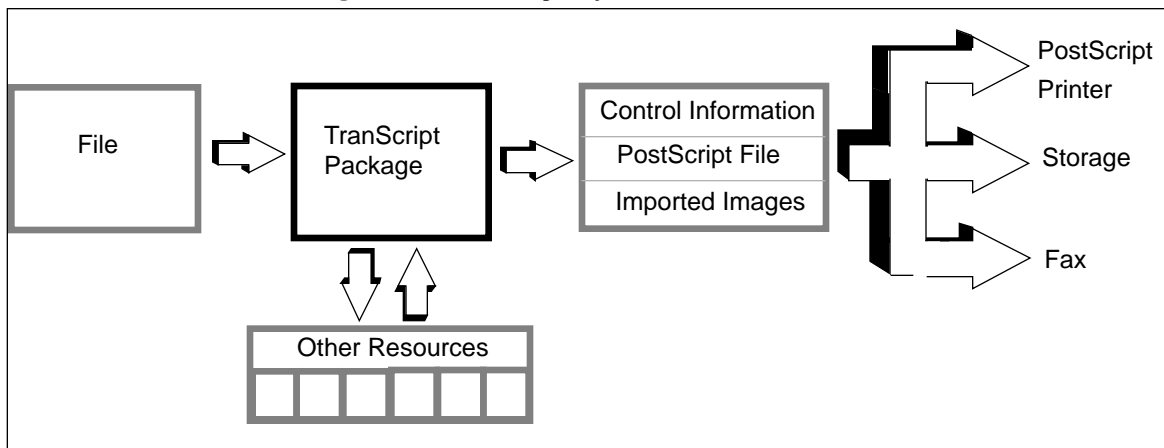 File
TranScript
Package
Control Information
PostScript File
Imported Images
PostScript
Printer
Storage
Fax
Other Resources